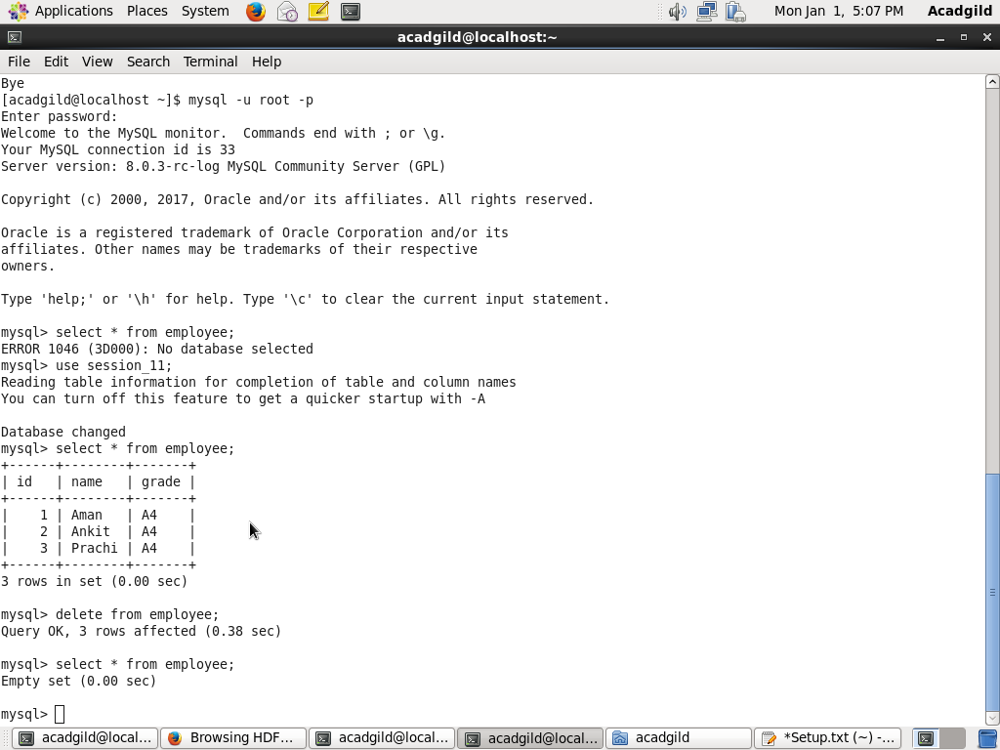 Applications Places System Mon Jan 1, 5:07 PM Acadgild
acadgild@localhost:~
File Edit View Search Terminal Help
Bye
[acadgild@localhost ~]$ mysql -u root -p
Enter password:
Welcome to the MySQL monitor.  Commands end with ; or \g.
Your MySQL connection id is 33
Server version: 8.0.3-rc-log MySQL Community Server (GPL)
Copyright (c) 2000, 2017, Oracle and/or its affiliates. All rights reserved.
Oracle is a registered trademark of Oracle Corporation and/or its
affiliates. Other names may be trademarks of their respective
owners.
Type 'help;' or '\h' for help. Type '\c' to clear the current input statement.
mysql> select * from employee;
ERROR 1046 (3D000): No database selected
mysql> use session_11;
Reading table information for completion of table and column names
You can turn off this feature to get a quicker startup with -A
Database changed
mysql> select * from employee;
+------+--------+-------+
| id   | name   | grade |
+------+--------+-------+
|    1 | Aman   | A4    |
|    2 | Ankit  | A4    |
|    3 | Prachi | A4    |
+------+--------+-------+
3 rows in set (0.00 sec)
mysql> delete from employee;
Query OK, 3 rows affected (0.38 sec)
mysql> select * from employee;
Empty set (0.00 sec)
mysql>
acadgild@local... Browsing HDF... acadgild@local... acadgild@local... acadgild *Setup.txt (~) -...